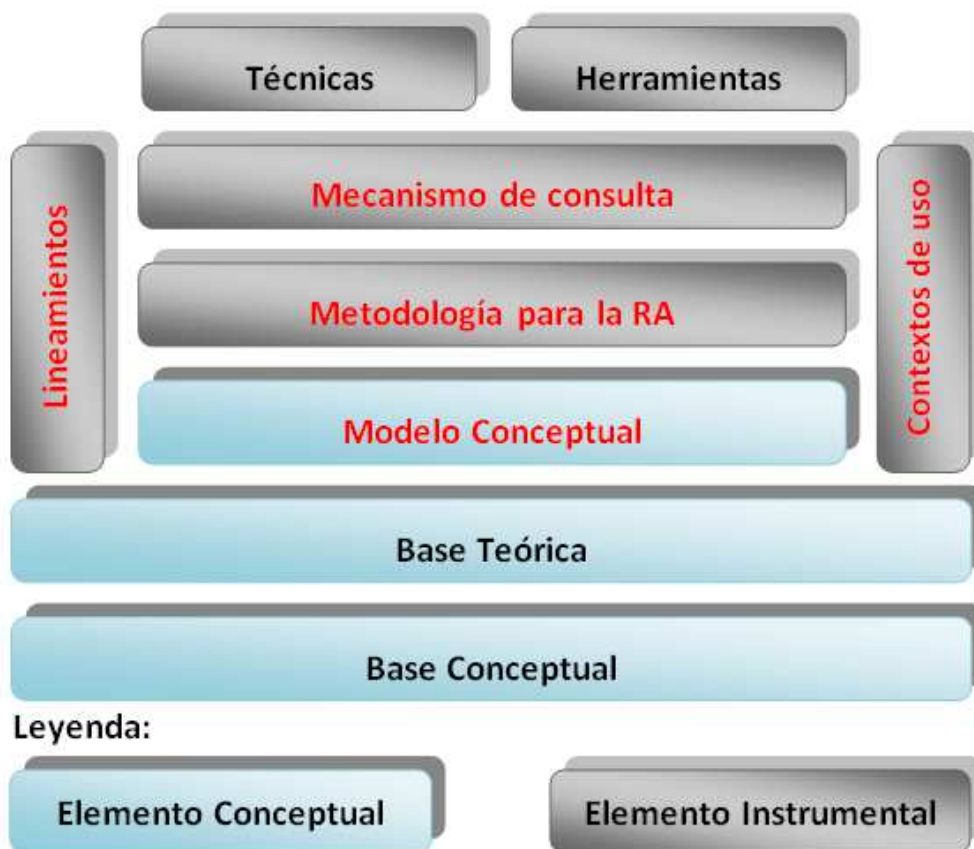 Técnicas
Herramientas
Lineamientos
Mecanismo de consulta
Metodología para la RA
Modelo Conceptual
Contextos de uso
Base Teórica
Base Conceptual
Leyenda:
Elemento Conceptual
Elemento Instrumental